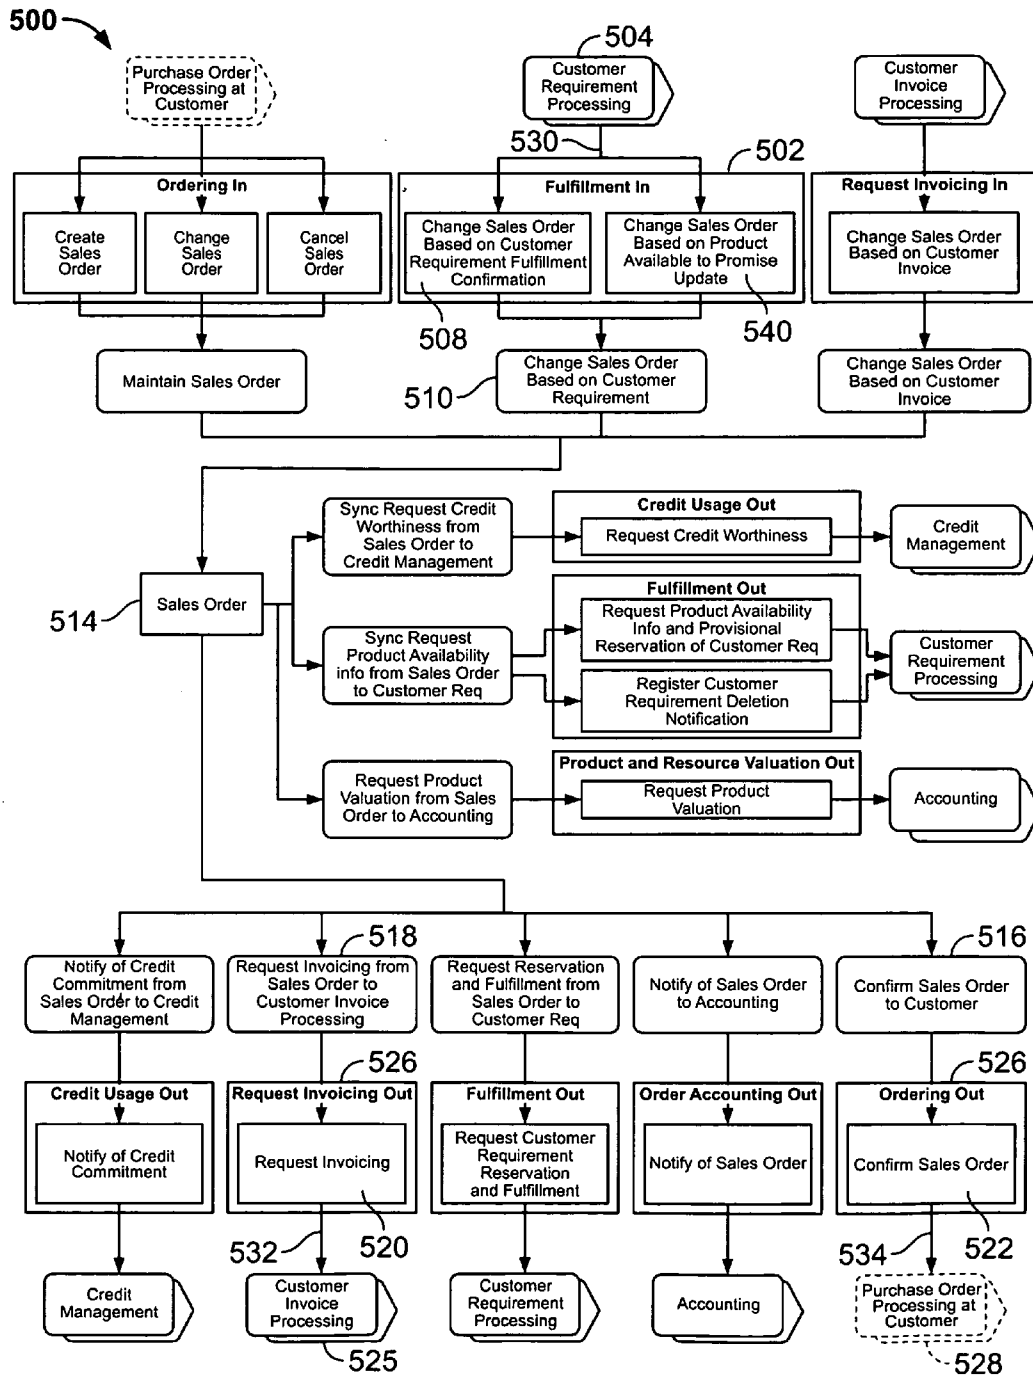 500
Purchase Order
Processing at
Customer
504
Customer
Requirement
Processing
Customer
Invoice
Processing
530
502
Ordering In
Create
Sales
Order
Change
Sales
Order
Cancel
Sales
Order
Fulfillment In
Change Sales Order
Based on Customer
Requirement Fulfillment
Confirmation
Change Sales Order
Based on Product
Available to Promise
Update
Request Invoicing In
Change Sales Order
Based on Customer
Invoice
508
540
Maintain Sales Order
510
Change Sales Order
Based on Customer
Requirement
Change Sales Order
Based on Customer
Invoice
Sync Request Credit
Worthiness from
Sales Order to
Credit Management
Credit Usage Out
Request Credit Worthiness
Credit
Management
514
Sales Order
Sync Request
Product Availability
info from Sales Order
to Customer Req
Fulfillment Out
Request Product Availability
Info and Provisional
Reservation of Customer Req
Register Customer
Requirement Deletion
Notification
Customer
Requirement
Processing
Request Product
Valuation from Sales
Order to Accounting
Product and Resource Valuation Out
Request Product
Valuation
Accounting
518
516
Notify of Credit
Commitment from
Sales Order to Credit
Management
Request Invoicing from
Sales Order to
Customer Invoice
Processing
Request Reservation
and Fulfillment from
Sales Order to
Customer Req
Notify of Sales Order
to Accounting
Confirm Sales Order
to Customer
526
526
Credit Usage Out
Notify of Credit
Commitment
Request Invoicing Out
Request Invoicing
Fulfillment Out
Request Customer
Requirement
Reservation
and Fulfillment
Order Accounting Out
Notify of Sales Order
Ordering Out
Confirm Sales Order
532
520
534
522
Credit
Management
Customer
Invoice
Processing
Customer
Requirement
Processing
Accounting
Purchase Order
Processing at
Customer
525
528